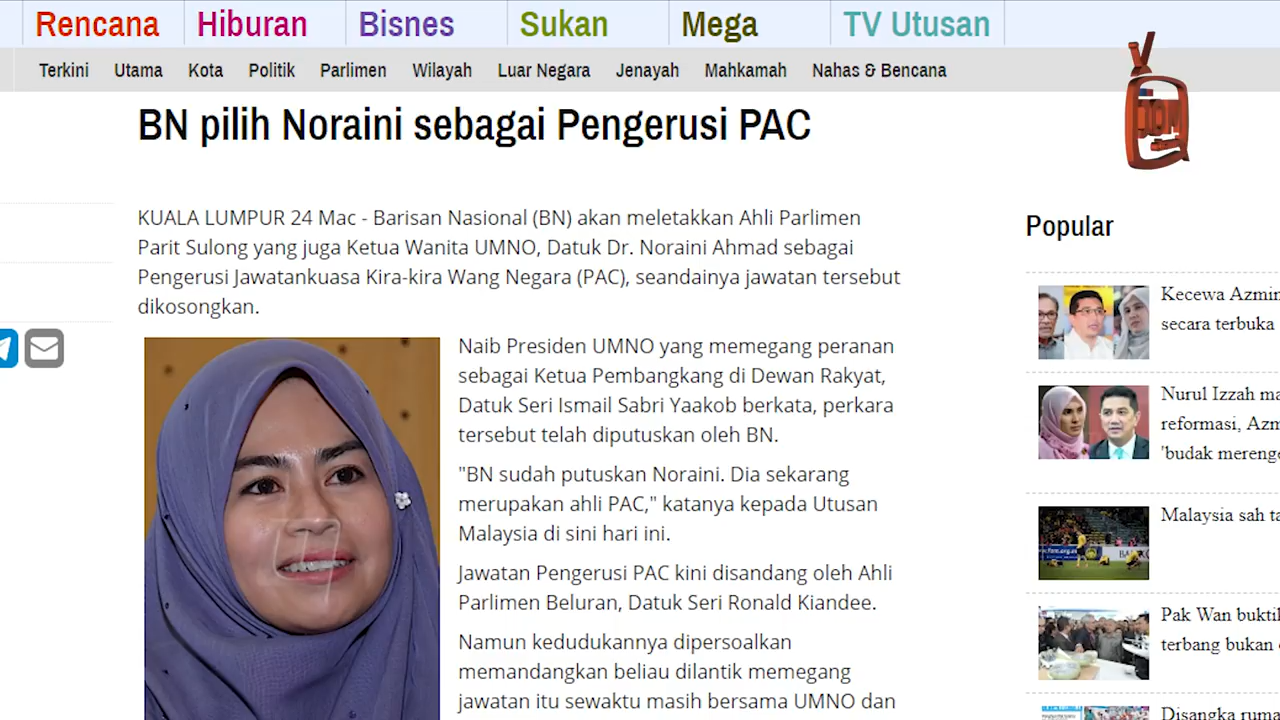 Rencana Hiburan Bisnes Sukan Mega TV Utusan
Terkini Utama Kota Politik Parlimen Wilayah Luar Negara Jenayah Mahkamah Nahas & Bencana
BN pilih Noraini sebagai Pengerusi PAC
KUALA LUMPUR 24 Mac - Barisan Nasional (BN) akan meletakkan Ahli Parlimen
Parit Sulong yang juga Ketua Wanita UMNO, Datuk Dr. Noraini Ahmad sebagai
Pengerusi Jawatankuasa Kira-kira Wang Negara (PAC), seandainya jawatan tersebut
dikosongkan.
Naib Presiden UMNO yang memegang peranan
sebagai Ketua Pembangkang di Dewan Rakyat,
Datuk Seri Ismail Sabri Yaakob berkata, perkara
tersebut telah diputuskan oleh BN.
"BN sudah putuskan Noraini. Dia sekarang
merupakan ahli PAC," katanya kepada Utusan
Malaysia di sini hari ini.
Jawatan Pengerusi PAC kini disandang oleh Ahli
Parlimen Beluran, Datuk Seri Ronald Kiandee.
Namun kedudukannya dipersoalkan
memandangkan beliau dilantik memegang
jawatan itu sewaktu masih bersama UMNO dan
Popular
Kecewa Azmin
secara terbuka
Nurul Izzah ma
reformasi, Azm
'budak merenge
Malaysia sah ta
Pak Wan bukti
terbang bukan
Disangka ruma